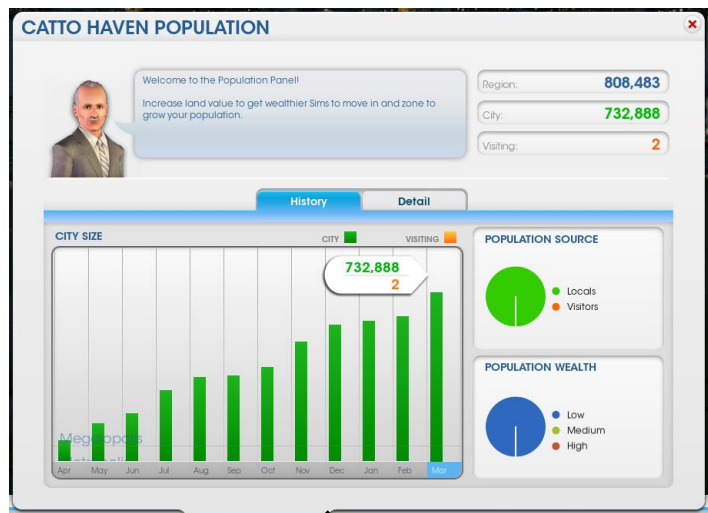 CATTO HAVEN POPULATION
Welcome to the Population Panel!
Increase land value to get wealthier Sims to move in and zone to
grow your population.
Region: 808,483
City: 732,888
Visiting: 2
History Detail
CITY SIZE
CITY VISITING
732,888
2
Megalopolis
Apr May Jun Jul Aug Sep Oct Nov Dec Jan Feb Mar
POPULATION SOURCE
Locals
Visitors
POPULATION WEALTH
Low
Medium
High